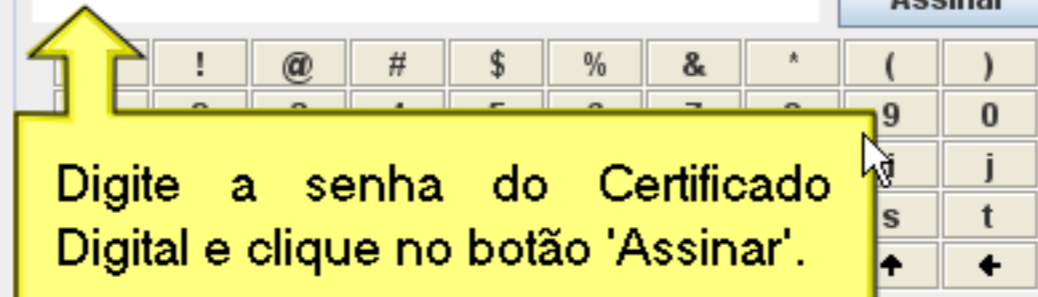 Assinar
! @ # $ % & * ( )
9 0
j
s t
Digite a senha do Certificado
Digital e clique no botão 'Assinar'.